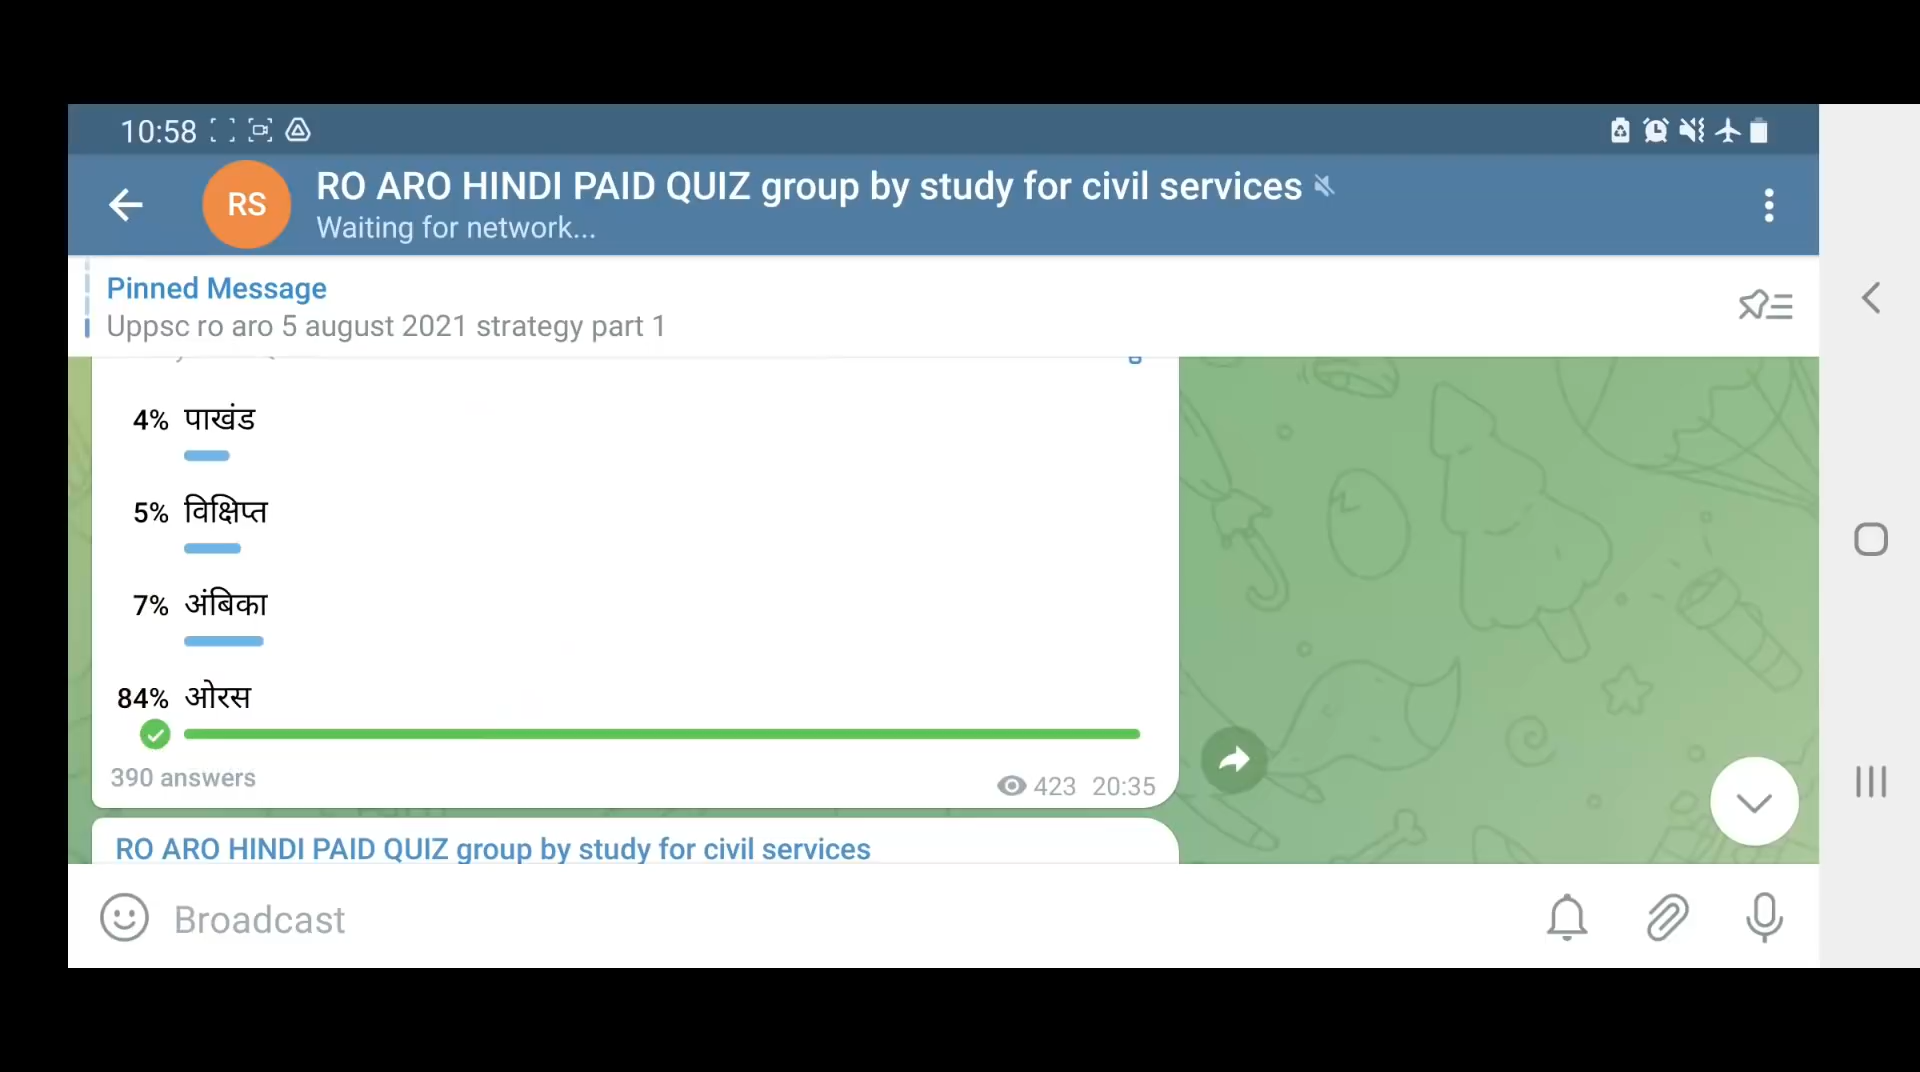 10:58
RO ARO HINDI PAID QUIZ group by study for civil services
RS
Waiting for network...
Pinned Message
Uppsc ro aro 5 august 2021 strategy part 1
4% पाखंड
5% विक्षिप्त
7% अंबिका
84% ओरस
390 answers
423 20:35
RO ARO HINDI PAID QUIZ group by study for civil services
Broadcast